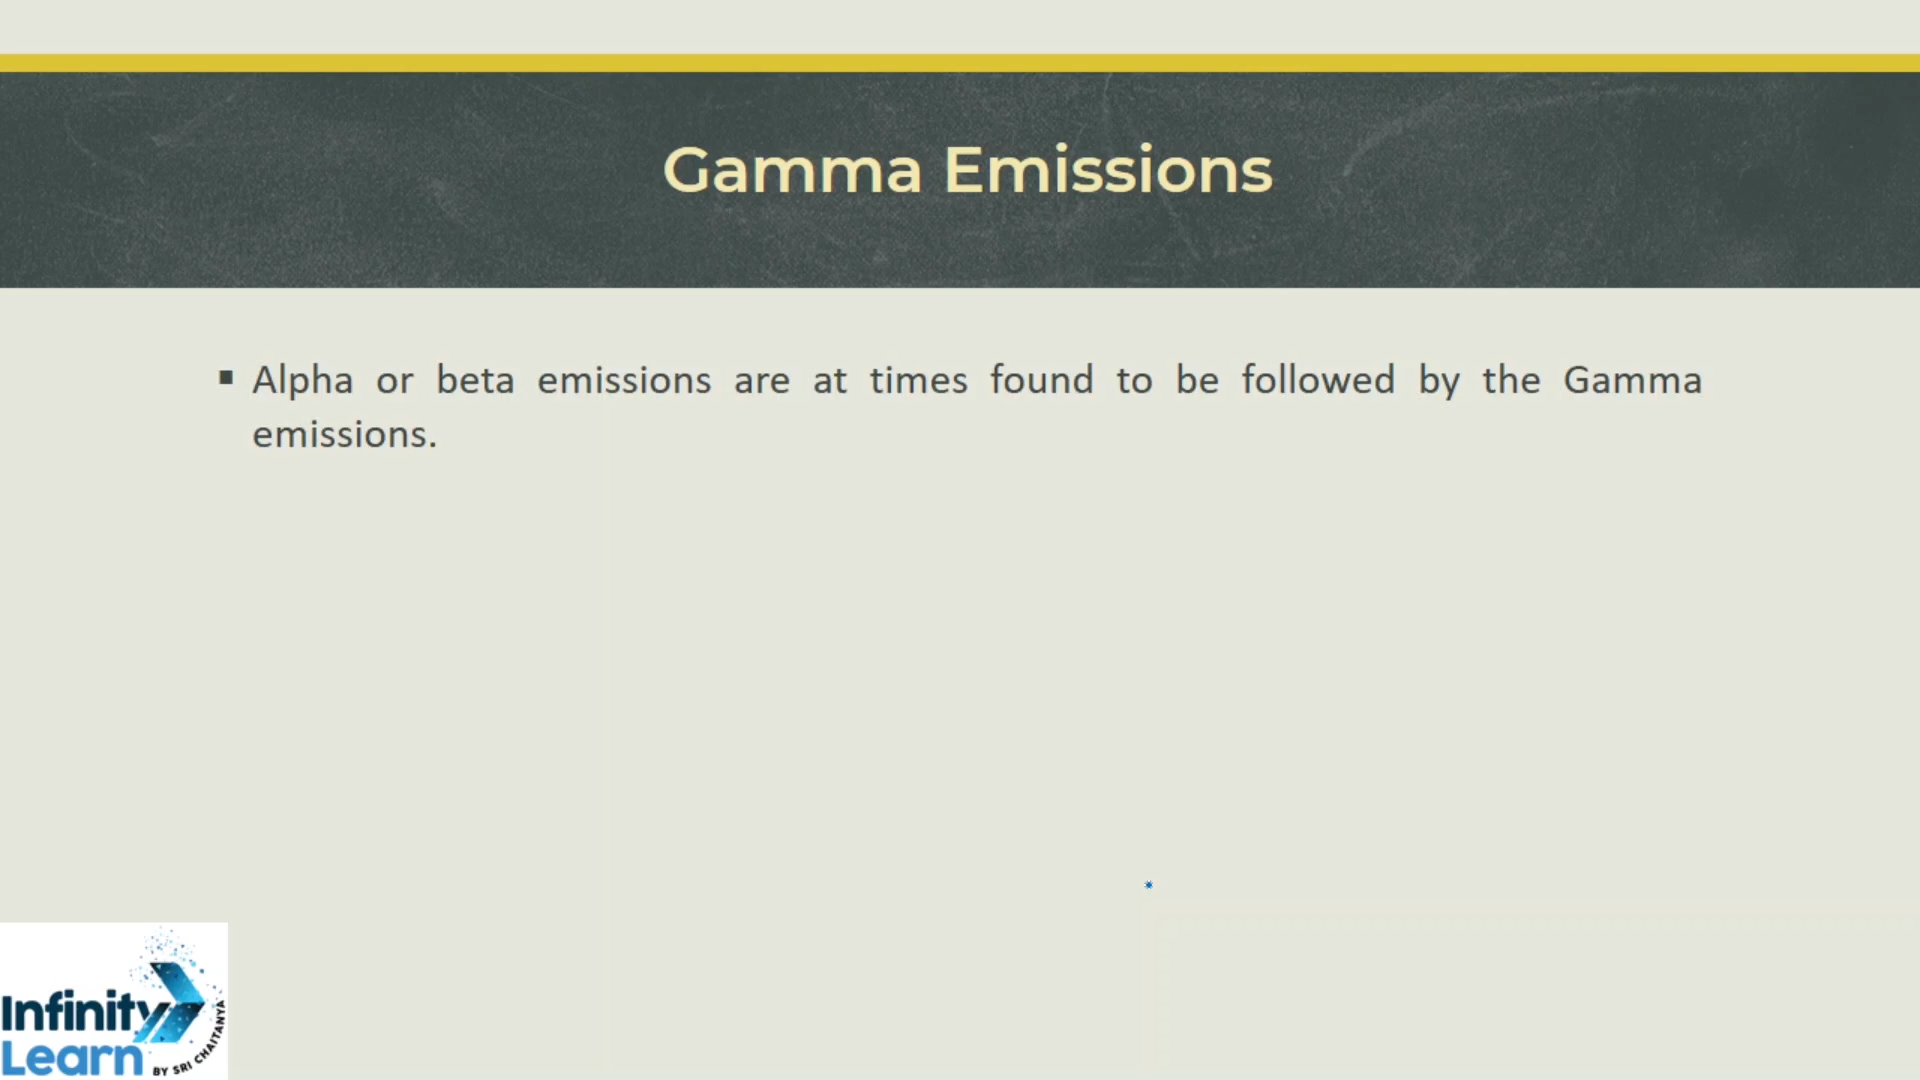 Gamma Emissions
▪ Alpha or beta emissions are at times found to be followed by the Gamma
emissions.
Infinity
Learn
BY SRI CHAITANYA